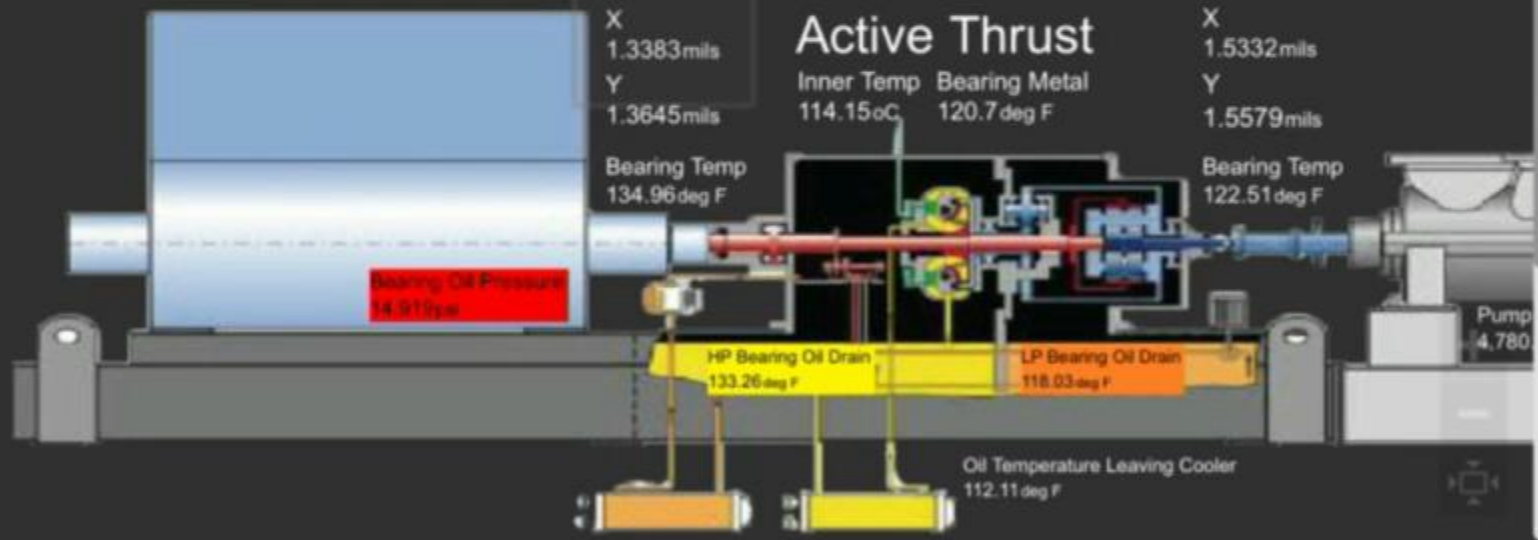 X
1.3383mils
Y
1.3645mils
Bearing Temp
134.96deg F
Active Thrust
Inner Temp Bearing Metal
114.15oC 120.7deg F
X
1.5332mils
Y
1.5579mils
Bearing Temp
122.51deg F
Bearing Oil Pressure
14.919psi
HP Bearing Oil Drain
133.26deg F
LP Bearing Oil Drain
118.03deg F
Pump
4,780.
Oil Temperature Leaving Cooler
112.11deg F